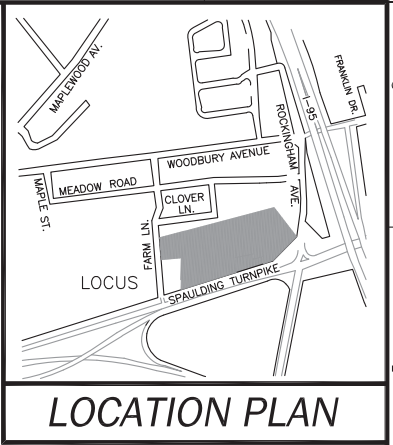 MAPLEWOOD AV.
FRANKLIN DR.
I-95
ROCKINGHAM AVE.
WOODBURY AVENUE
MAPLE ST.
MEADOW ROAD
CLOVER
LN.
FARM LN.
LOCUS
SPAULDING TURNPIKE
LOCATION PLAN